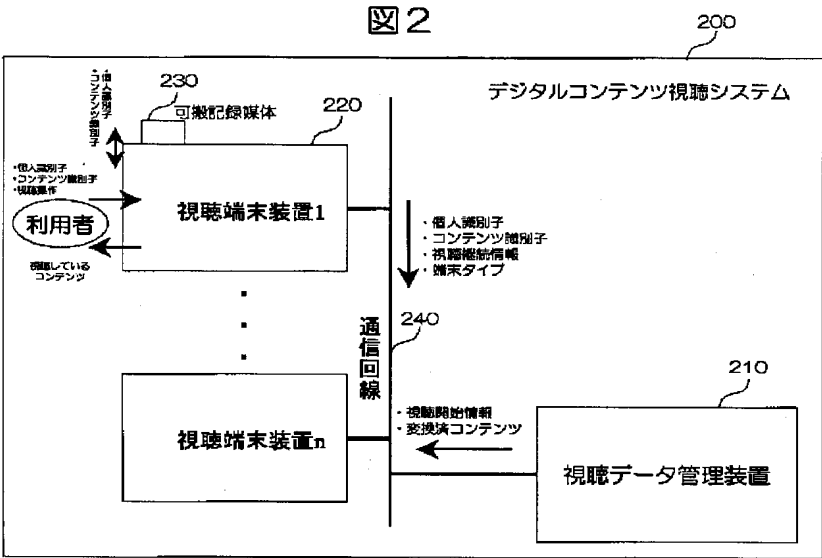 図2
200
デジタルコンテンツ視聴システム
・個人識別子
・コンテンツ識別子
230
可搬記録媒体
220
・個人識別子
・コンテンツ識別子
・視聴操作
利用者
視聴している
コンテンツ
視聴端末装置1
・個人識別子
・コンテンツ識別子
・視聴継続情報
・端末タイプ
通信回線
240
210
視聴端末装置n
・視聴開始情報
・変換済コンテンツ
視聴データ管理装置